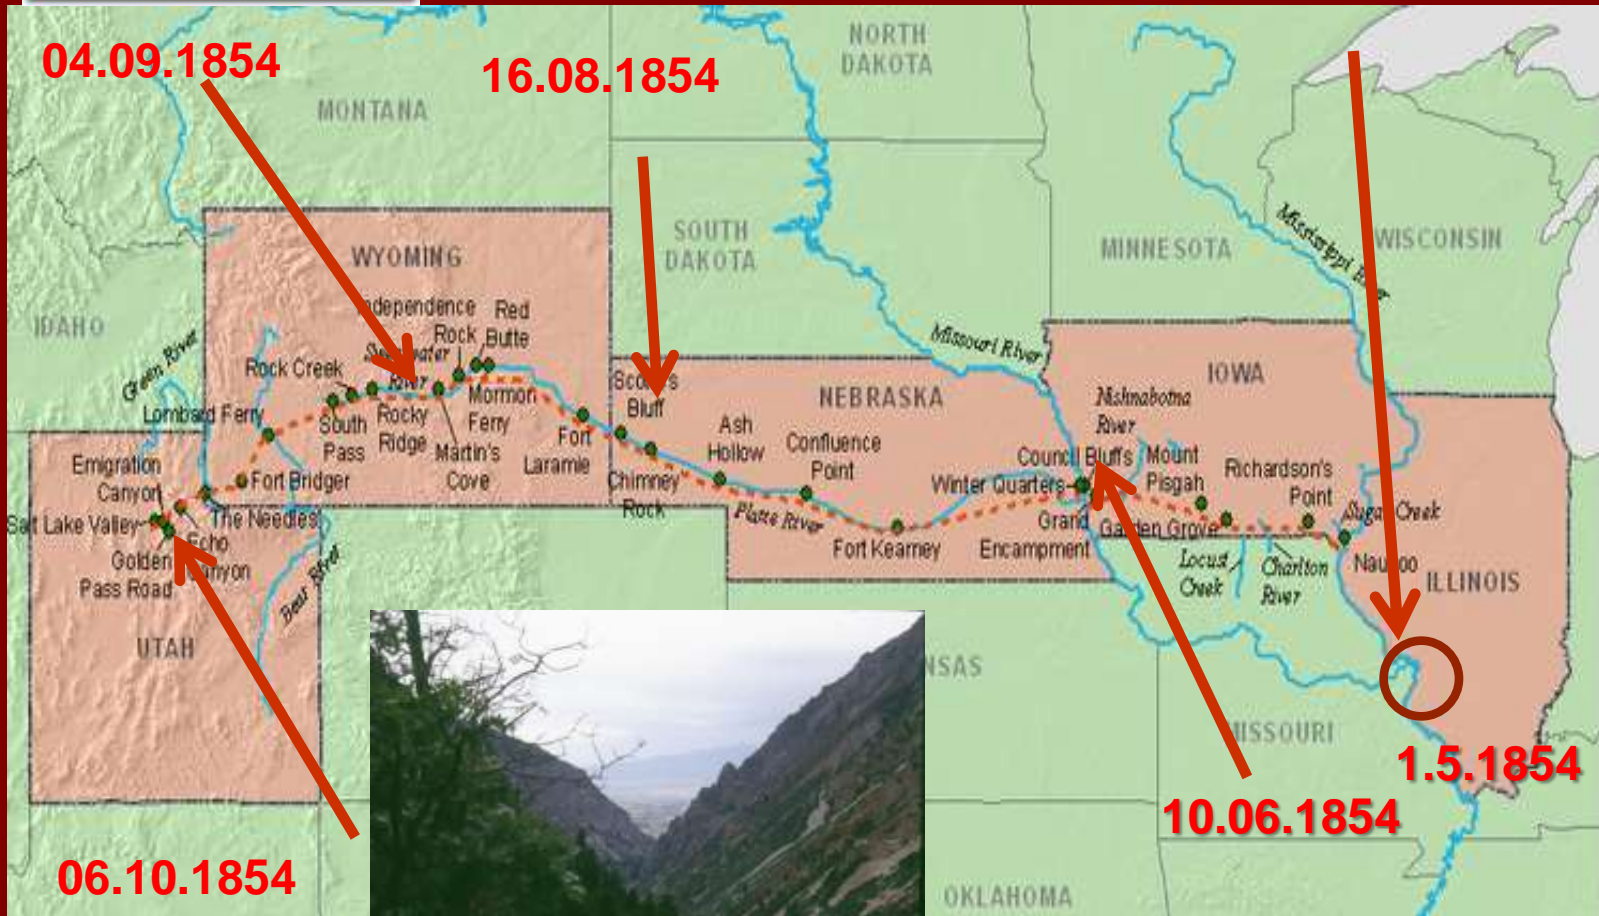 04.09.1854
16.08.1854
NORTH
DAKOTA
MONTANA
SOUTH
DAKOTA
MINNESOTA
Mississippi
WISCONSIN
WYOMING
IDAHO
Green River
Independence
Rock
Red
Butte
River
Rock Creek
Lombard Ferry
South
Pass
Rocky
Ridge
Martin's
Cove
Mormon
Ferry
Fort
Laramie
Bluff
Chimney
Rock
Missouri River
NEBRASKA
Ash
Hollow
Confluence
Point
Platte River
Fort Kearney
Winter Quarters
Council Bluffs
Grand
Encampment
IOWA
Nishnabotna
River
Mount
Pisgah
Garden Grove
Richardson's
Point
Locust
Creek
Charlton
River
Sugar Creek
Nauvoo
ILLINOIS
Emigration
Canyon
Fort Bridger
Salt Lake Valley
The Needles
Echo
Canyon
Golden
Pass Road
Bear River
UTAH
NSAS
MISSOURI
1.5.1854
10.06.1854
06.10.1854
OKLAHOMA